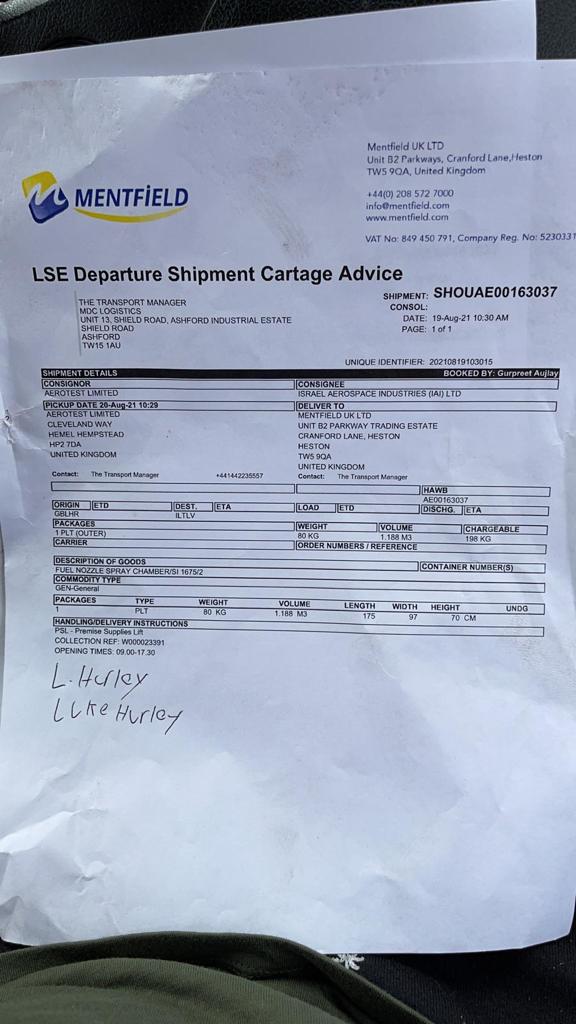 Mentfield UK LTD
Unit B2 Parkways, Cranford Lane,Heston
TW5 9QA, United Kingdom
+44(0) 208 572 7000
info@mentfield.com
www.mentfield.com
VAT No: 849 450 791, Company Reg. No: 5230331
MENTFiELD
LSE Departure Shipment Cartage Advice
THE TRANSPORT MANAGER
MDC LOGISTICS
UNIT 13, SHIELD ROAD, ASHFORD INDUSTRIAL ESTATE
SHIELD ROAD
ASHFORD
TW15 1AU
SHIPMENT: SHOUAE00163037
CONSOL:
DATE: 19-Aug-21 10:30 AM
PAGE: 1 of 1
UNIQUE IDENTIFIER: 20210819103015
SHIPMENT DETAILS BOOKED BY: Gurpreet Aujlay
CONSIGNOR
AEROTEST LIMITED
CONSIGNEE
ISRAEL AEROSPACE INDUSTRIES (IAI) LTD
PICKUP DATE 20-Aug-21 10:29
AEROTEST LIMITED
CLEVELAND WAY
HEMEL HEMPSTEAD
HP2 7DA
UNITED KINGDOM
Contact: The Transport Manager +441442235557
DELIVER TO
MENTFIELD UK LTD
UNIT B2 PARKWAY TRADING ESTATE
CRANFORD LANE, HESTON
HESTON
TW5 9QA
UNITED KINGDOM
Contact: The Transport Manager
HAWB
AE00163037
ORIGIN ETD DEST. ETA LOAD ETD DISCHG. ETA
GBLHR ILTLV
PACKAGES WEIGHT VOLUME CHARGEABLE
1 PLT (OUTER) 80 KG 1.188 M3 198 KG
CARRIER ORDER NUMBERS / REFERENCE
DESCRIPTION OF GOODS CONTAINER NUMBER(S)
FUEL NOZZLE SPRAY CHAMBER/SI 1675/2
COMMODITY TYPE
GEN-General
PACKAGES TYPE WEIGHT VOLUME LENGTH WIDTH HEIGHT UNDG
1 PLT 80 KG 1.188 M3 175 97 70 CM
HANDLING/DELIVERY INSTRUCTIONS
PSL - Premise Supplies Lift
COLLECTION REF: W000023391
OPENING TIMES: 09.00-17.30
L. Hurley
Luke Hurley